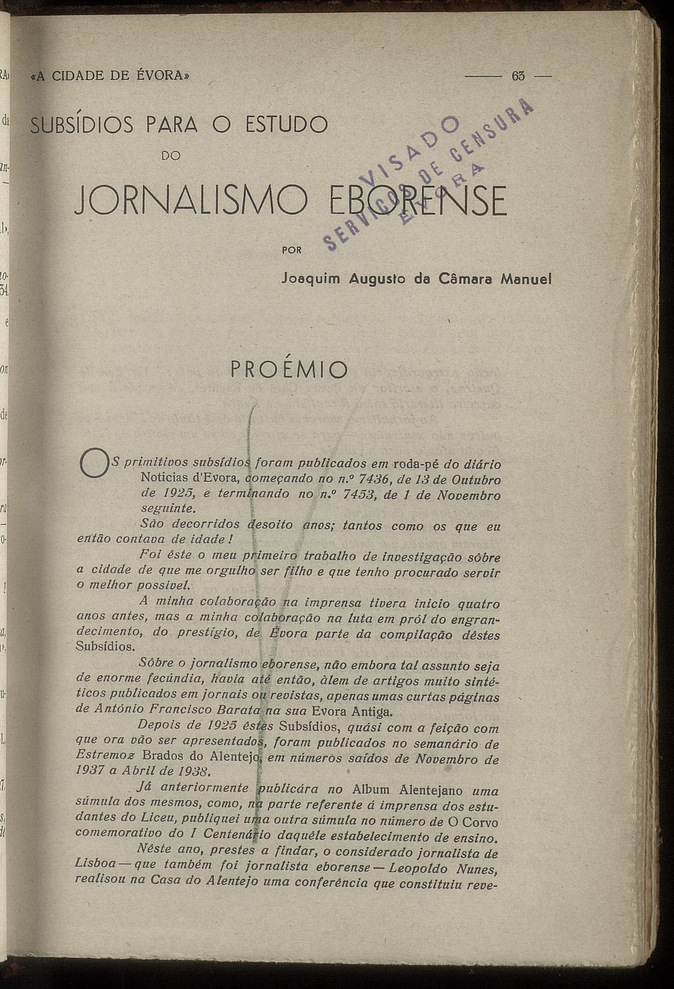 «A CIDADE DE ÉVORA» 63
SUBSÍDIOS PARA O ESTUDO
DO
JORNALISMO EBORENSE
VISADO
SERVIÇOS DE CENSURA
EVORA
POR
Joaquim Augusto da Câmara Manuel
PROÉMIO
OS primitivos subsídios foram publicados em roda-pé do diário
Noticias d'Evora, começando no n.º 7436, de 13 de Outubro
de 1925, e terminando no n.º 7453, de 1 de Novembro
seguinte.
São decorridos desoito anos; tantos como os que eu
então contava de idade!
Foi êste o meu primeiro trabalho de investigação sôbre
a cidade de que me orgulho ser filho e que tenho procurado servir
o melhor possivel.
A minha colaboração na imprensa tivera inicio quatro
anos antes, mas a minha colaboração na luta em pról do engran-
decimento, do prestígio, de Évora parte da compilação dêstes
Subsídios.
Sôbre o jornalismo eborense, não embora tal assunto seja
de enorme fecúndia, havia até então, àlem de artigos muito sinté-
ticos publicados em jornais ou revistas, apenas umas curtas páginas
de António Francisco Barata na sua Evora Antiga.
Depois de 1925 êstes Subsídios, quási com a feição com
que ora vão ser apresentados, foram publicados no semanário de
Estremoz Brados do Alentejo, em números saídos de Novembro de
1937 a Abril de 1938.
Já anteriormente publicára no Album Alentejano uma
súmula dos mesmos, como, na parte referente á imprensa dos estu-
dantes do Liceu, publiquei uma outra súmula no número de O Corvo
comemorativo do I Centenário daquêle estabelecimento de ensino.
Nêste ano, prestes a findar, o considerado jornalista de
Lisboa — que também foi jornalista eborense — Leopoldo Nunes,
realisou na Casa do Alentejo uma conferência que constituiu reve-